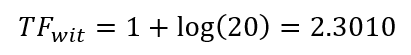 TF_wit = 1 + log(20) = 2.3010